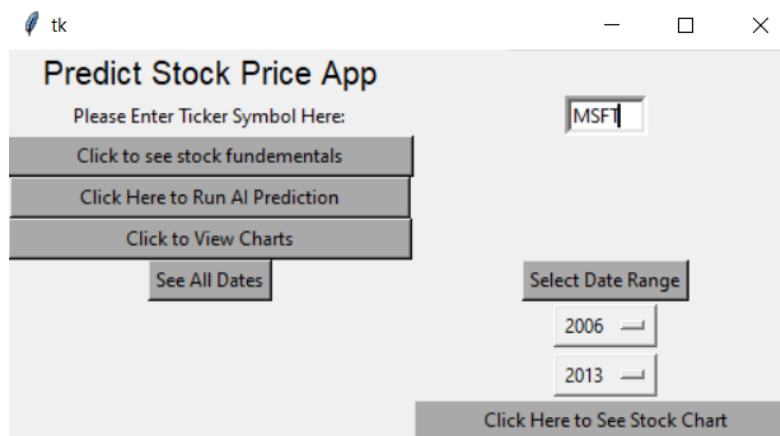 tk
Predict Stock Price App
Please Enter Ticker Symbol Here:
MSFT
Click to see stock fundementals
Click Here to Run AI Prediction
Click to View Charts
See All Dates
Select Date Range
2006
2013
Click Here to See Stock Chart